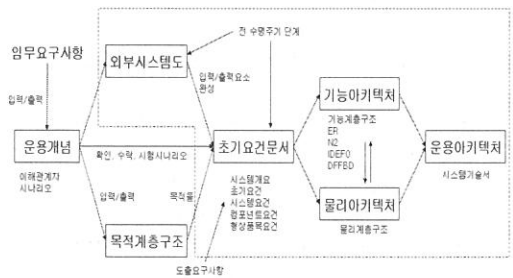 전 수명주기 단계
임무요구사항
외부시스템도
입력/출력
입력/출력요소
완성
기능아키텍처
기능계층구조
ER
N2
IDEF0
DFFBD
운용개념
확인, 수락, 시험시나리오
초기요건문서
운용아키텍처
이해관계자
시나리오
시스템기술서
시스템개요
초기요건
시스템요건
컴포넌트요건
형상품목요건
입력/출력
목적물
물리아키텍처
물리계층구조
목적계층구조
도출요구사항